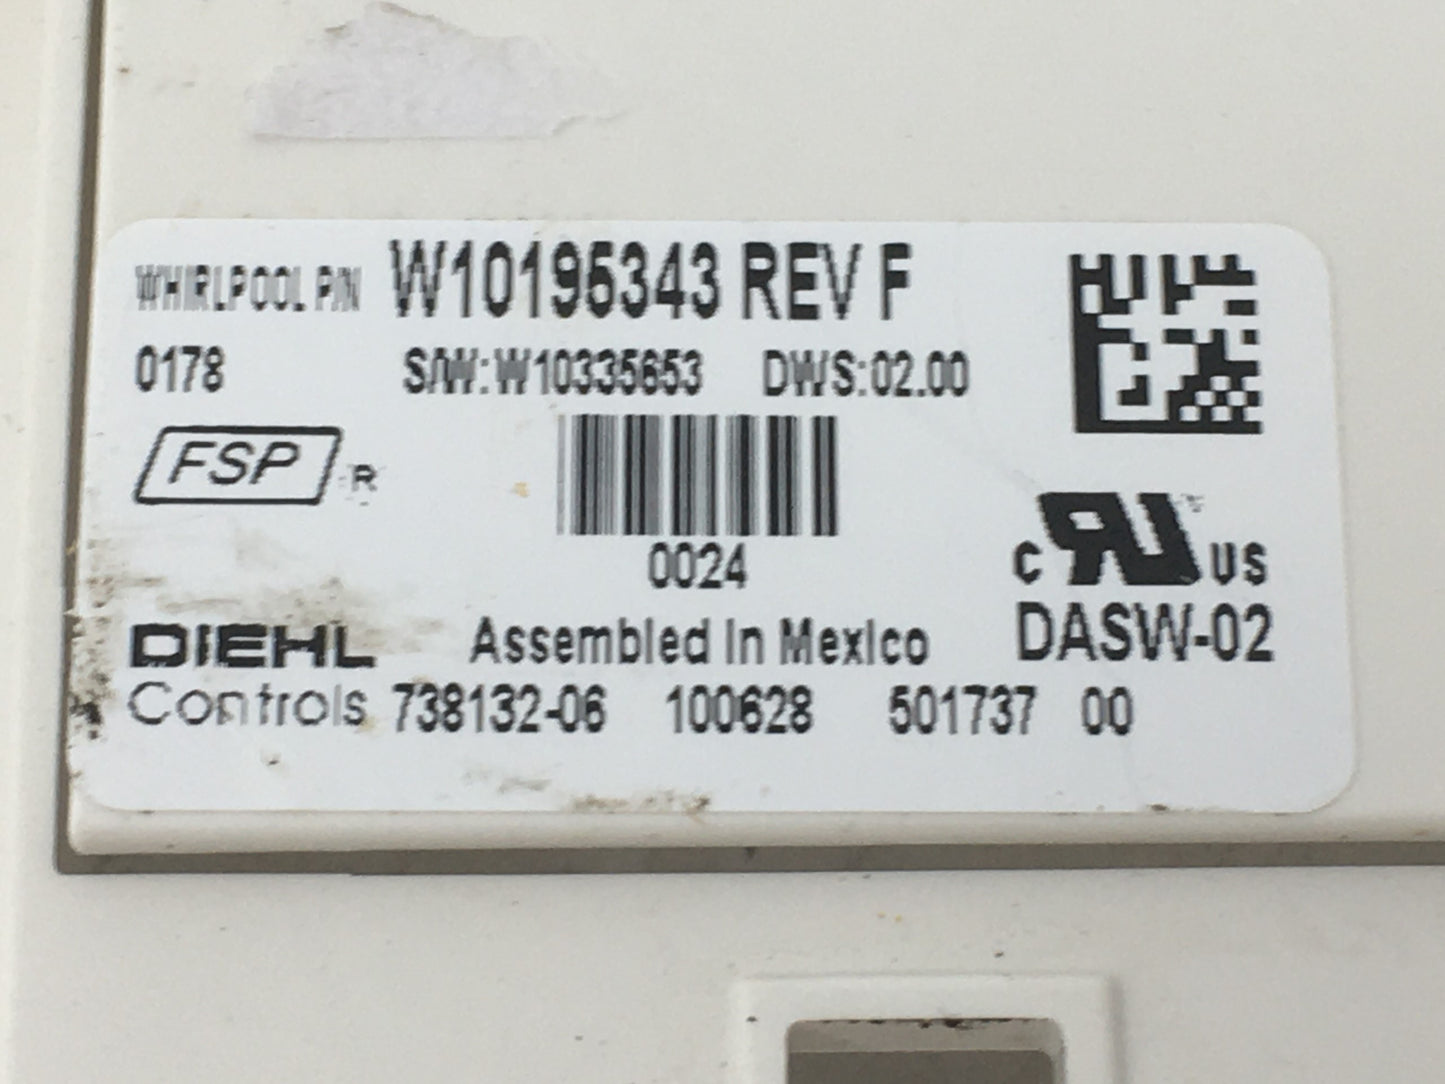 WHIRLPOOL P/N W10195343 REV F
0178 S/W:W10335653 DWS:02.00
FSP R
0024
C RU US
DIEHL Assembled In Mexico DASW-02
Controls 738132-06 100628 501737 00